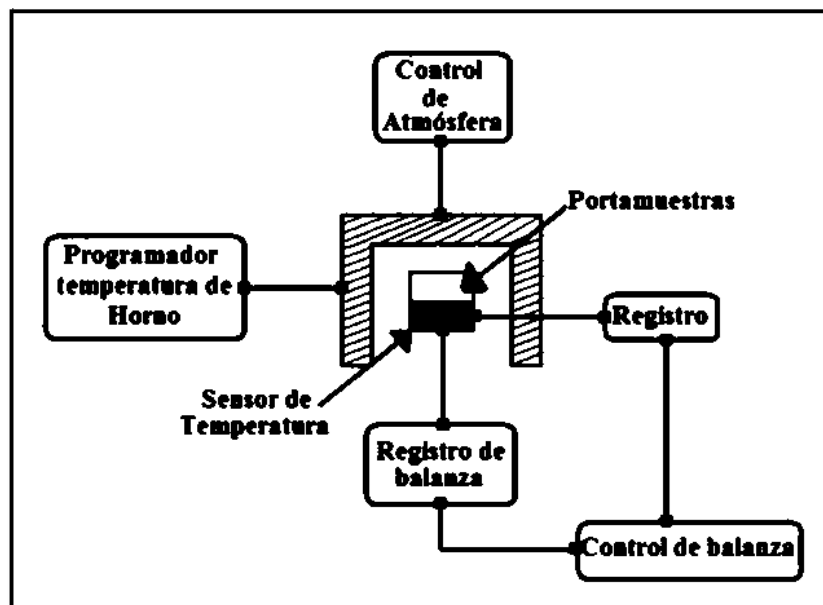 Control
de
Atmósfera
Portamuestras
Programador
temperatura de
Horno
Registro
Sensor de
Temperatura
Registro de
balanza
Control de balanza